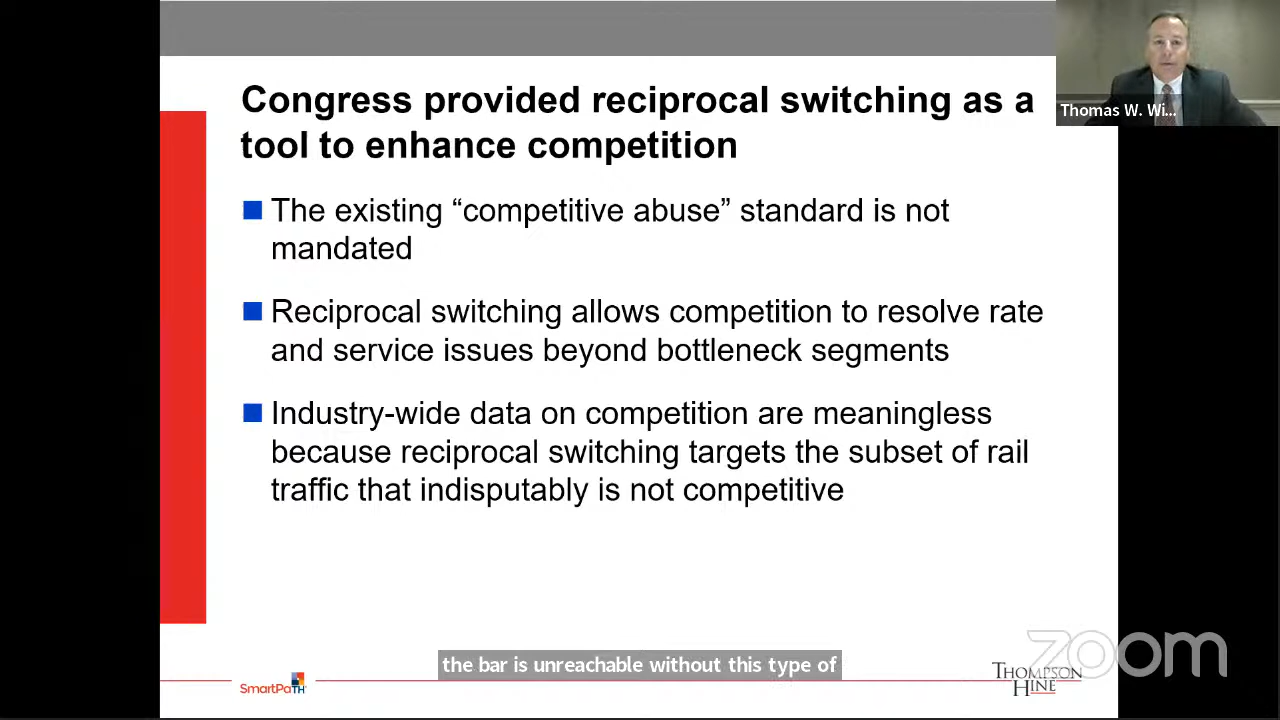 Congress provided reciprocal switching as a
tool to enhance competition
Thomas W. Wi...
The existing “competitive abuse” standard is not
mandated
Reciprocal switching allows competition to resolve rate
and service issues beyond bottleneck segments
Industry-wide data on competition are meaningless
because reciprocal switching targets the subset of rail
traffic that indisputably is not competitive
the bar is unreachable without this type of
zoom
SmartPaTH
THOMPSON
HINE